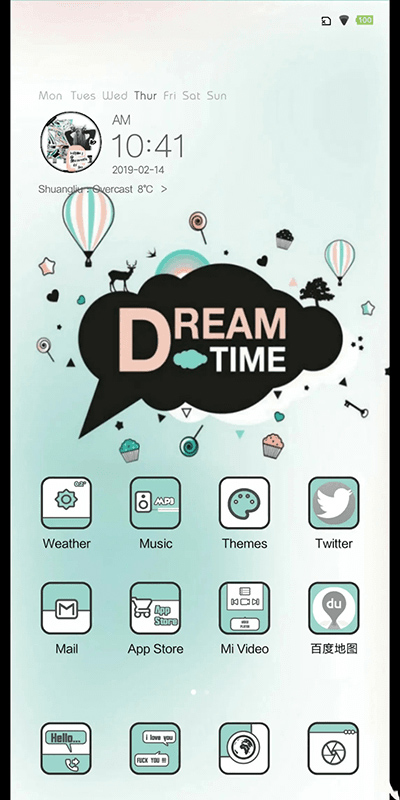 100
Mon Tues Wed Thur Fri Sat Sun
AM
10:41
2019-02-14
Shuangliu : Overcast 8°C >
DREAM
TIME
Weather
Music
Themes
Twitter
App
Store
du
Mail
App Store
Mi Video
百度地图
Hello...
i love you
FUCK YOU !!!